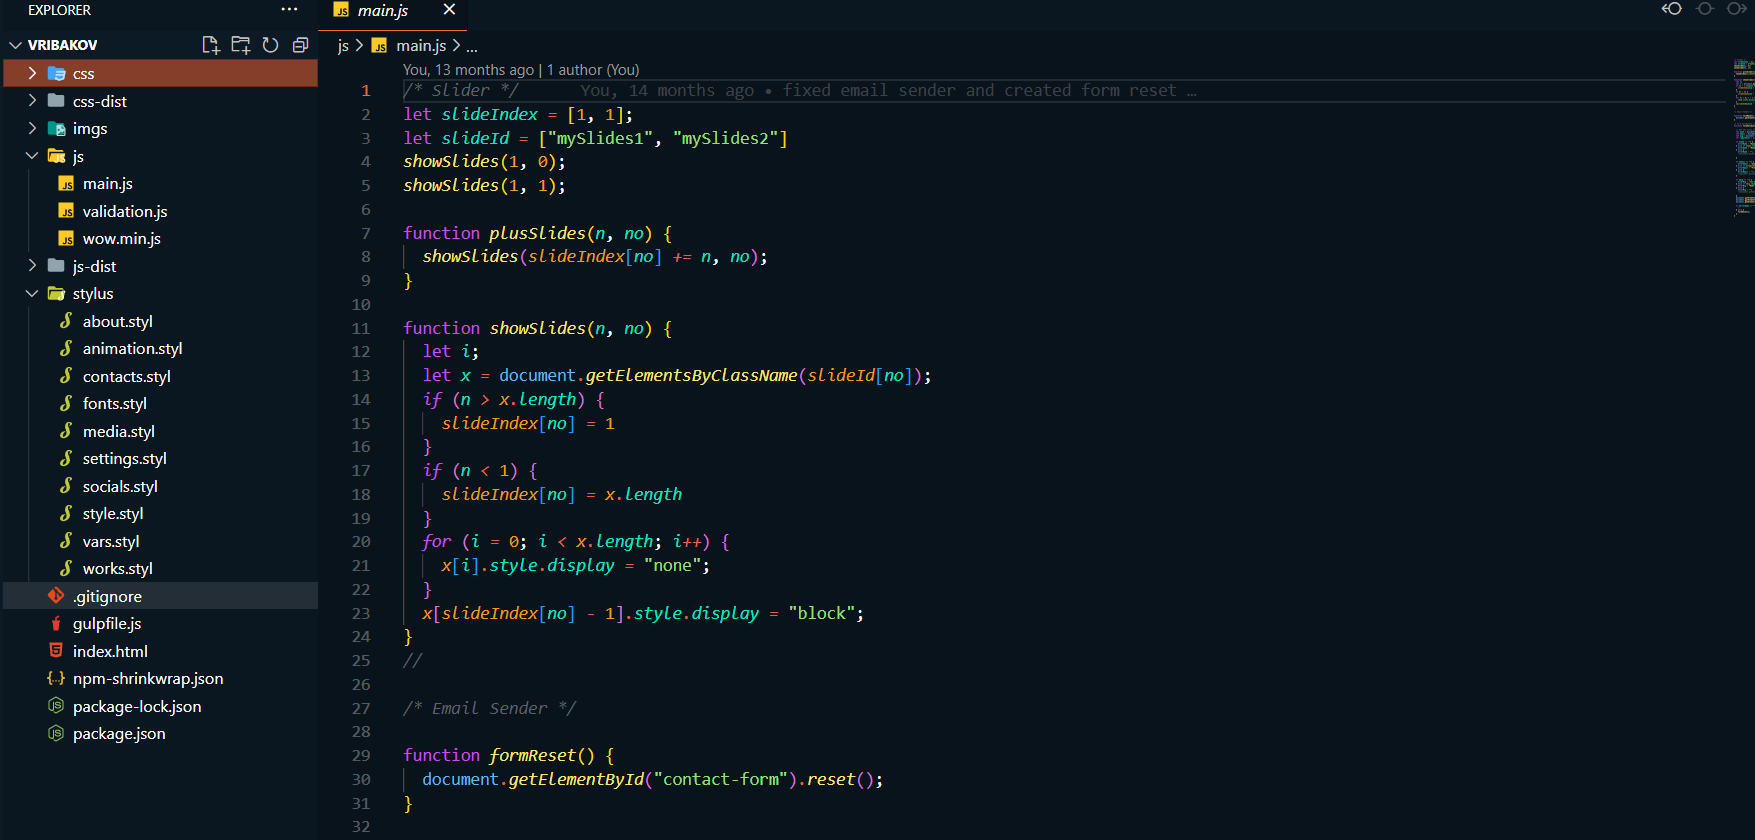 EXPLORER
VRIBAKOV
css
css-dist
imgs
js
main.js
validation.js
wow.min.js
js-dist
stylus
about.styl
animation.styl
contacts.styl
fonts.styl
media.styl
settings.styl
socials.styl
style.styl
vars.styl
works.styl
.gitignore
gulpfile.js
index.html
npm-shrinkwrap.json
package-lock.json
package.json
JS main.js ×
js > JS main.js > ...
You, 13 months ago | 1 author (You)
1 /* Slider */ You, 14 months ago • fixed email sender and created form reset …
2 let slideIndex = [1, 1];
3 let slideId = ["mySlides1", "mySlides2"]
4 showSlides(1, 0);
5 showSlides(1, 1);
6
7 function plusSlides(n, no) {
8   showSlides(slideIndex[no] += n, no);
9 }
10
11 function showSlides(n, no) {
12   let i;
13   let x = document.getElementsByClassName(slideId[no]);
14   if (n > x.length) {
15     slideIndex[no] = 1
16   }
17   if (n < 1) {
18     slideIndex[no] = x.length
19   }
20   for (i = 0; i < x.length; i++) {
21     x[i].style.display = "none";
22   }
23   x[slideIndex[no] - 1].style.display = "block";
24 }
25 //
26
27 /* Email Sender */
28
29 function formReset() {
30   document.getElementById("contact-form").reset();
31 }
32